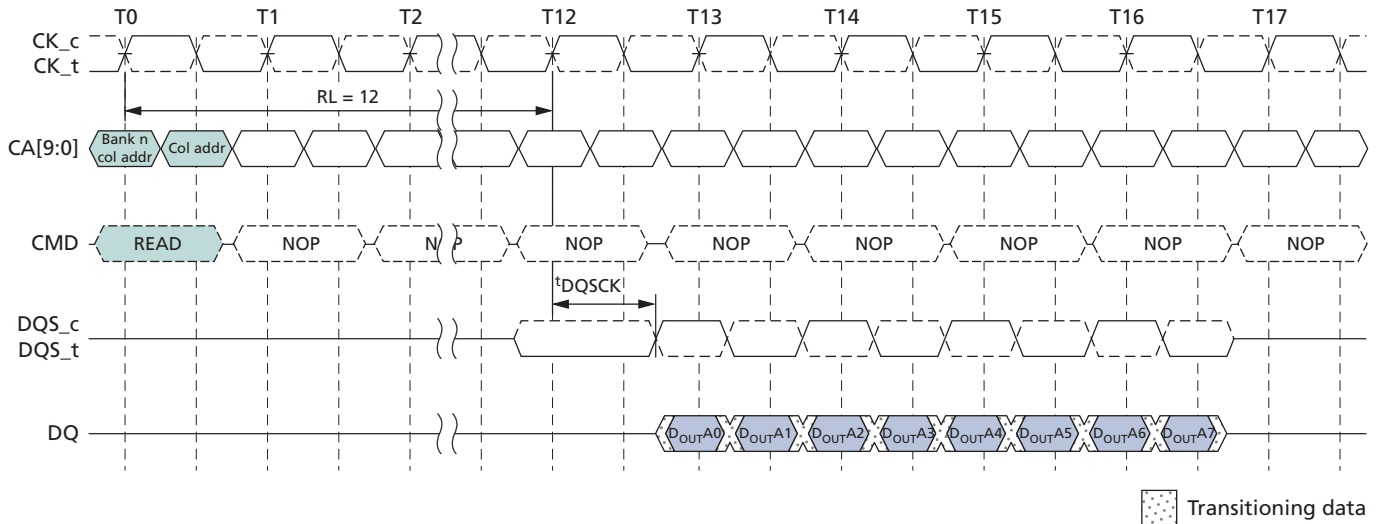 T0 T1 T2 T12 T13 T14 T15 T16 T17
CK_c
CK_t
RL = 12
CA[9:0]
Bank n
col addr
Col addr
CMD READ NOP NOP NOP NOP NOP NOP NOP NOP
tDQSCK
DQS_c
DQS_t
DQ DOUTA0 DOUTA1 DOUTA2 DOUTA3 DOUTA4 DOUTA5 DOUTA6 DOUTA7
Transitioning data